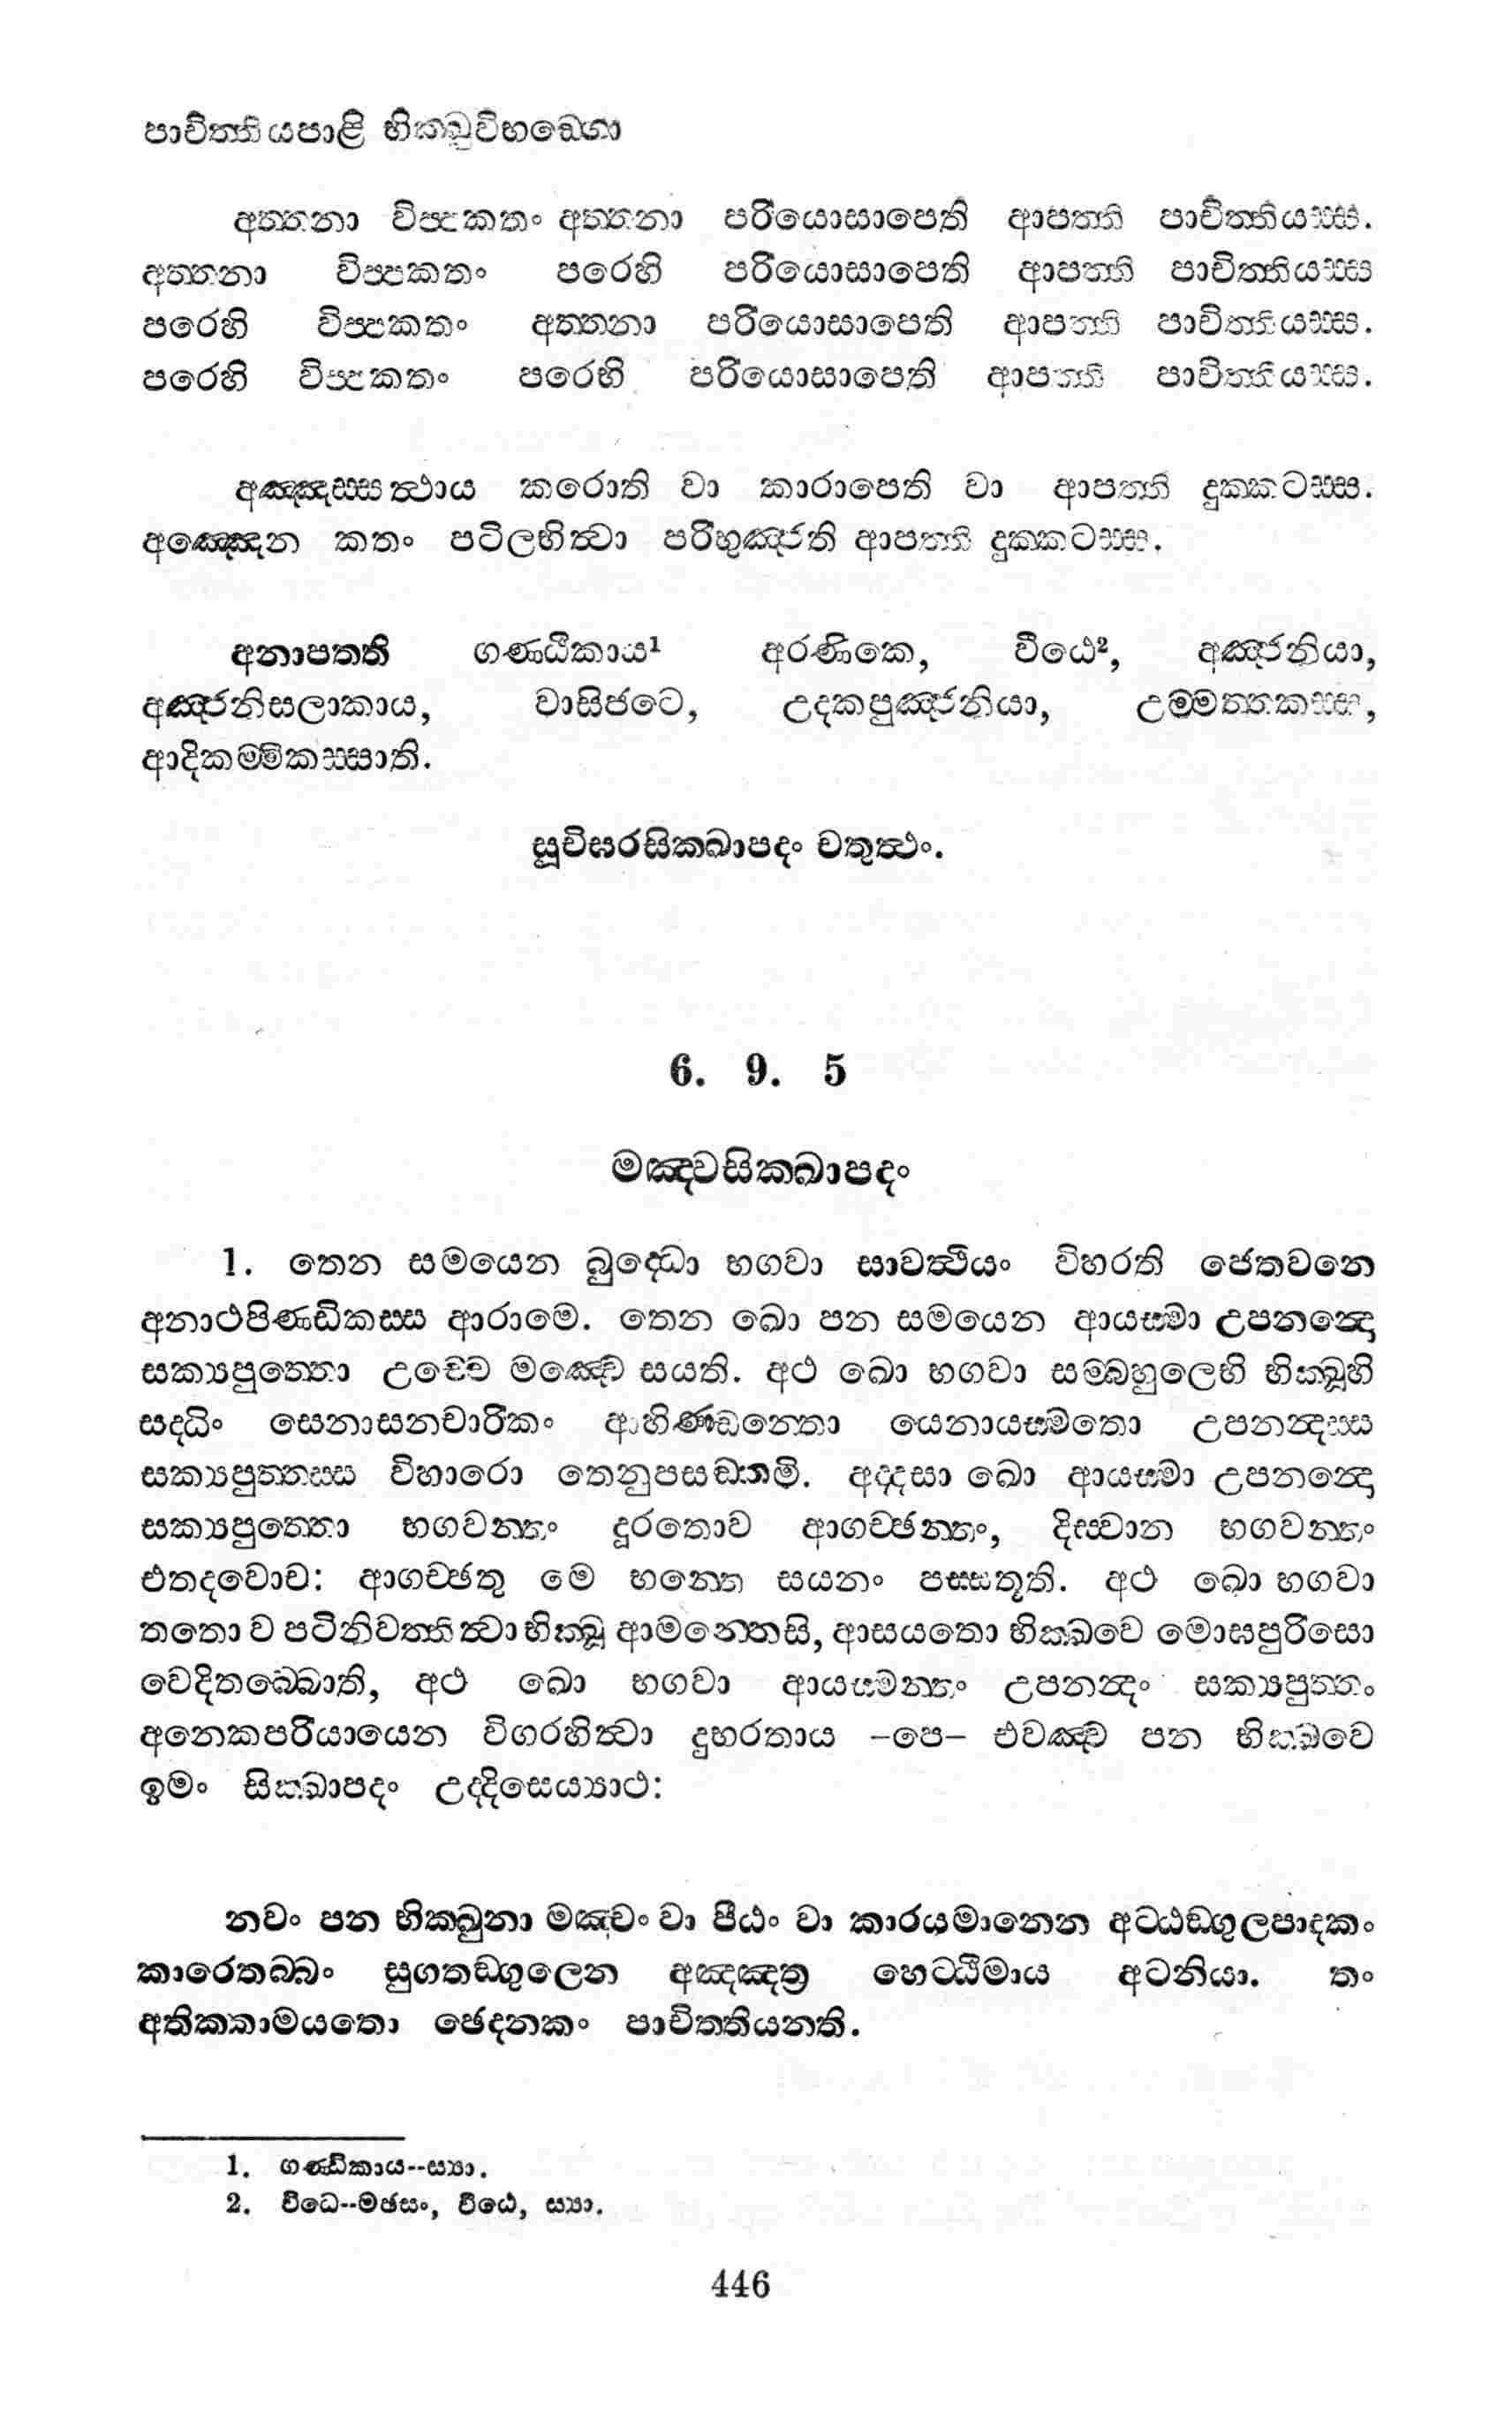 පාචිත්තියපාළි භික්ඛුවිභඞ්ගො
අත්තනා විප්පකතං අත්තනා පරියොසාපෙති ආපත්ති පාචිත්තියස්ස.
අත්තනා විප්පකතං පරෙහි පරියොසාපෙති ආපත්ති පාචිත්තියස්ස
පරෙහි විප්පකතං අත්තනා පරියොසාපෙති ආපත්ති පාචිත්තියස්ස.
පරෙහි විප්පකතං පරෙහි පරියොසාපෙති ආපත්ති පාචිත්තියස්ස.
අඤ්ඤස්සත්ථාය කරොති වා කාරාපෙති වා ආපත්ති දුක්කටස්ස.
අඤ්ඤෙන කතං පටිලභිත්වා පරිභුඤ්ජති ආපත්ති දුක්කටස්ස.
අනාපත්ති ගණ්ඨිකාය¹ අරණිකෙ, වීඨෙ², අඤ්ජනියා,
අඤ්ජනිසලාකාය, වාසිජටෙ, උදකපුඤ්ජනියා, උම්මත්තකස්ස,
ආදිකම්මිකස්සාති.
සූචිඝරසික්ඛාපදං චතුත්ථං.
6. 9. 5
මඤ්චසික්ඛාපදං
1. තෙන සමයෙන බුද්ධො භගවා සාවත්ථියං විහරති ජෙතවනෙ
අනාථපිණ්ඩිකස්ස ආරාමෙ. තෙන ඛො පන සමයෙන ආයස්මා උපනන්දො
සක්‍යපුත්තො උච්චෙ මඤ්චෙ සයති. අථ ඛො භගවා සම්බහුලෙහි භික්ඛූහි
සද්ධිං සෙනාසනචාරිකං ආහිණ්ඩන්තො යෙනායස්මතො උපනන්දස්ස
සක්‍යපුත්තස්ස විහාරො තෙනුපසඞ්කමි. අද්දසා ඛො ආයස්මා උපනන්දො
සක්‍යපුත්තො භගවන්තං දූරතොව ආගච්ඡන්තං, දිස්වාන භගවන්තං
එතදවොච: ආගච්ඡතු මෙ භන්තෙ සයනං පස්සතූති. අථ ඛො භගවා
තතො ව පටිනිවත්තිත්වා භික්ඛූ ආමන්තෙසි, ආසයතො භික්ඛවෙ මොඝපුරිසො
වෙදිතබ්බොති, අථ ඛො භගවා ආයස්මන්තං උපනන්දං සක්‍යපුත්තං
අනෙකපරියායෙන විගරහිත්වා දුභරතාය –පෙ– එවඤ්ච පන භික්ඛවෙ
ඉමං සික්ඛාපදං උද්දිසෙය්‍යාථ:
නවං පන භික්ඛුනා මඤ්චං වා පීඨං වා කාරයමානෙන අට්ඨඞ්ගුලපාදකං
කාරෙතබ්බං සුගතඞ්ගුලෙන අඤ්ඤත්‍ර හෙට්ඨිමාය අටනියා. තං
අතික්කාමයතො ඡෙදනකං පාචිත්තියන්ති.
1. ගණ්ඩිකාය--ස්‍යා.
2. විධෙ--මඡසං, වීඨෙ, ස්‍යා.
446